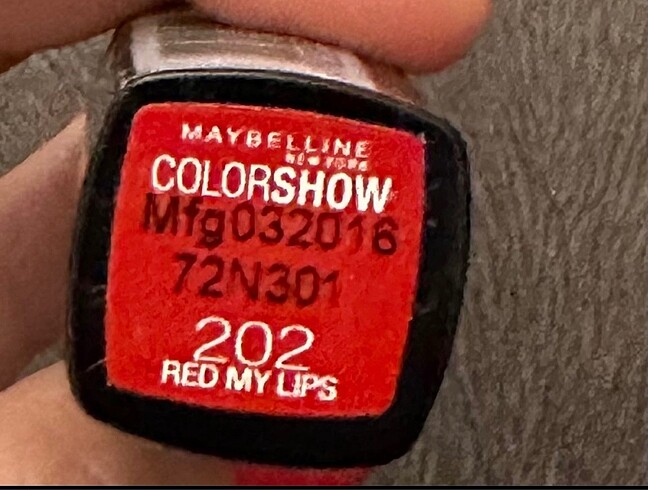 MAYBELLINE
NEW YORK
COLORSHOW
Mfg032016
72N301
202
RED MY LIPS